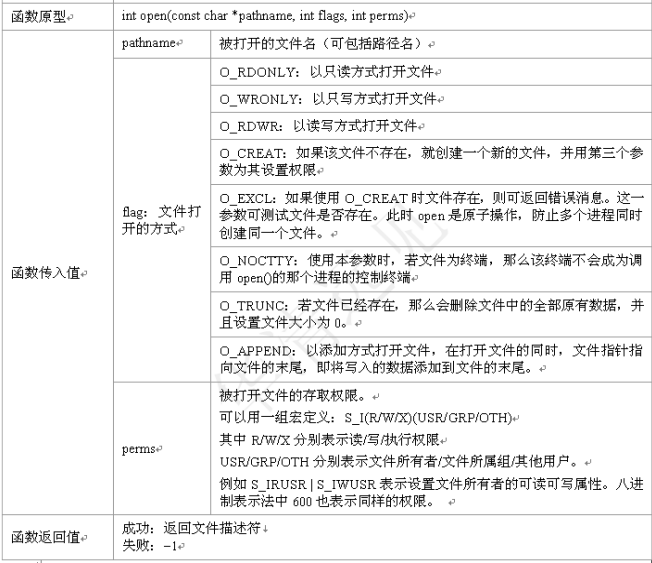 函数原型 int open(const char *pathname, int flags, int perms)
pathname 被打开的文件名（可包括路径名）
O_RDONLY：以只读方式打开文件
O_WRONLY：以只写方式打开文件
O_RDWR：以读写方式打开文件
O_CREAT：如果该文件不存在，就创建一个新的文件，并用第三个参
数为其设置权限
函数传入值
flag：文件打
开的方式
O_EXCL：如果使用 O_CREAT 时文件存在，则可返回错误消息。这一
参数可测试文件是否存在。此时 open 是原子操作，防止多个进程同时
创建同一个文件。
O_NOCTTY：使用本参数时，若文件为终端，那么该终端不会成为调
用 open()的那个进程的控制终端
O_TRUNC：若文件已经存在，那么会删除文件中的全部原有数据，并
且设置文件大小为 0。
O_APPEND：以添加方式打开文件，在打开文件的同时，文件指针指
向文件的末尾，即将写入的数据添加到文件的末尾。
perms
被打开文件的存取权限。
可以用一组宏定义：S_I(R/W/X)(USR/GRP/OTH)
其中 R/W/X 分别表示读/写/执行权限
USR/GRP/OTH 分别表示文件所有者/文件所属组/其他用户。
例如 S_IRUSR | S_IWUSR 表示设置文件所有者的可读可写属性。八进
制表示法中 600 也表示同样的权限。
函数返回值
成功：返回文件描述符
失败：−1